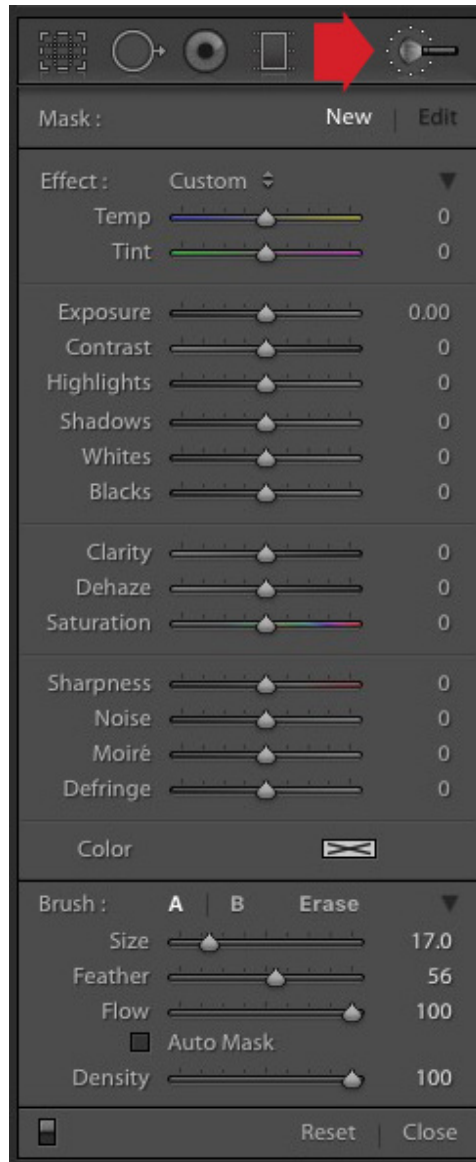 Mask : New | Edit
Effect : Custom
Temp 0
Tint 0
Exposure 0.00
Contrast 0
Highlights 0
Shadows 0
Whites 0
Blacks 0
Clarity 0
Dehaze 0
Saturation 0
Sharpness 0
Noise 0
Moiré 0
Defringe 0
Color
Brush : A | B Erase
Size 17.0
Feather 56
Flow 100
Auto Mask
Density 100
Reset | Close